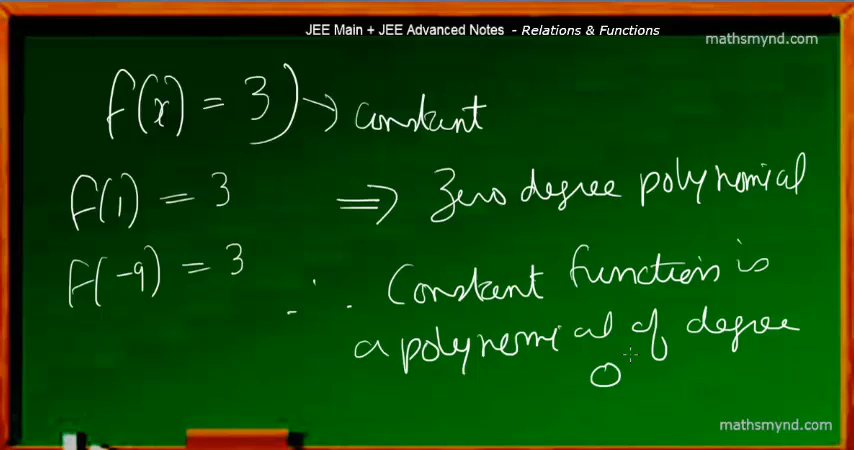 JEE Main + JEE Advanced Notes - Relations & Functions
mathsmynd.com
f(x) = 3) → constant
f(1) = 3
⇒ Zero degree polynomial
f(-9) = 3
∴ Constant function is
a polynomial of degree
0
mathsmynd.com